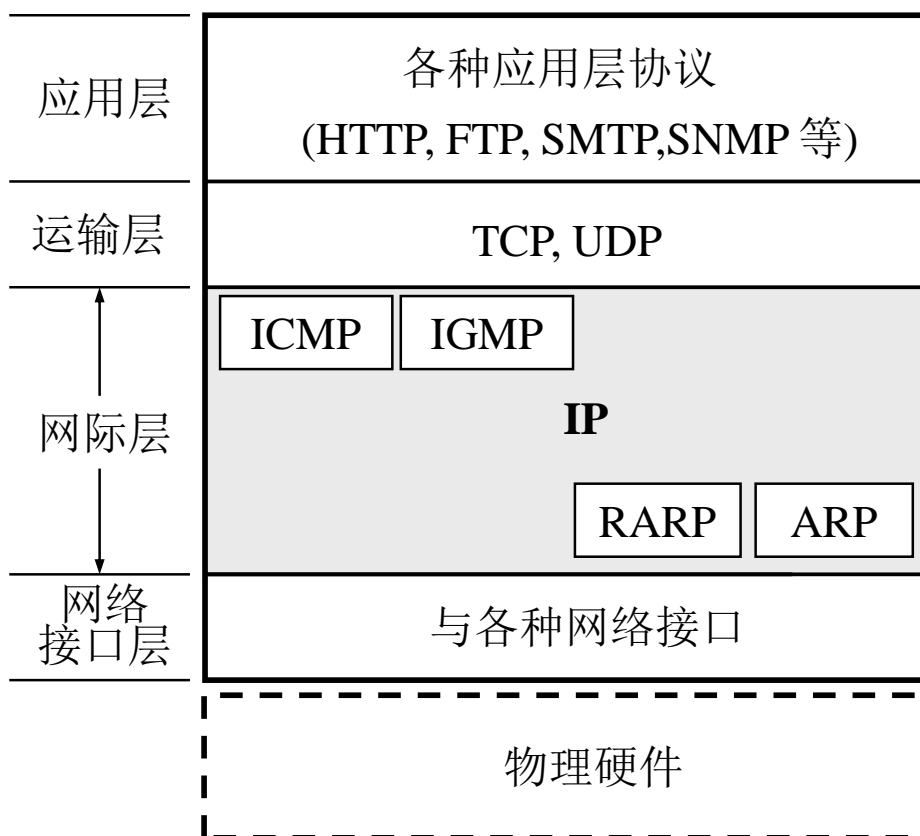 应用层
各种应用层协议
(HTTP, FTP, SMTP,SNMP 等)
运输层
TCP, UDP
ICMP
IGMP
网际层
IP
RARP
ARP
网络
接口层
与各种网络接口
物理硬件